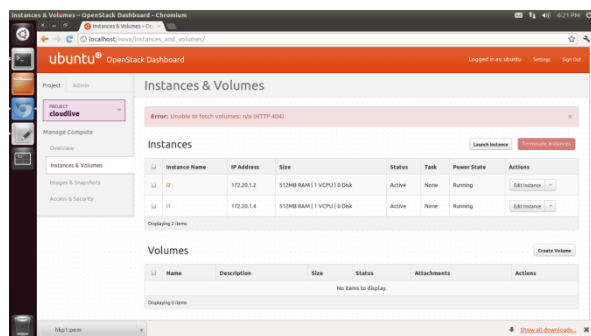 Instances & Volumes - OpenStack Dashboard - Chromium
6:21 PM
Instances & Volumes - Op
localhost/nova/instances_and_volumes/
ubuntu® OpenStack Dashboard
Logged in as: ubuntu Settings Sign Out
Project Admin
Instances & Volumes
PROJECT
cloudlive
Error: Unable to fetch volumes: n/a (HTTP 404)
×
Manage Compute
Overview
Instances & Volumes
Images & Snapshots
Access & Security
Instances
Launch Instance Terminate Instances
Instance Name IP Address Size Status Task Power State Actions
i2 172.20.1.2 512MB RAM | 1 VCPU | 0 Disk Active None Running Edit Instance
i1 172.20.1.4 512MB RAM | 1 VCPU | 0 Disk Active None Running Edit Instance
Displaying 2 items
Volumes
Create Volume
Name Description Size Status Attachments Actions
No items to display.
Displaying 0 items
hkp1.pem
Show all downloads...